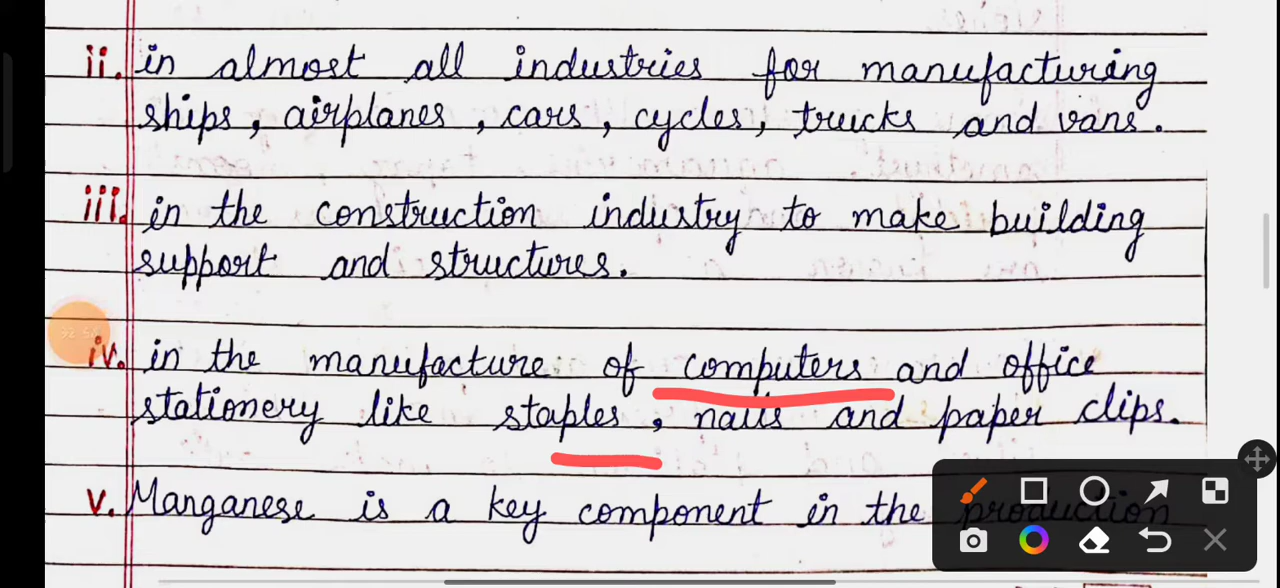 ii. in almost all industries for manufacturing
ships, airplanes, cars, cycles, trucks and vans.
iii. in the construction industry to make building
support and structures.
iv. in the manufacture of computers and office
stationery like staples, nails and paper clips.
v. Manganese is a key component in the production